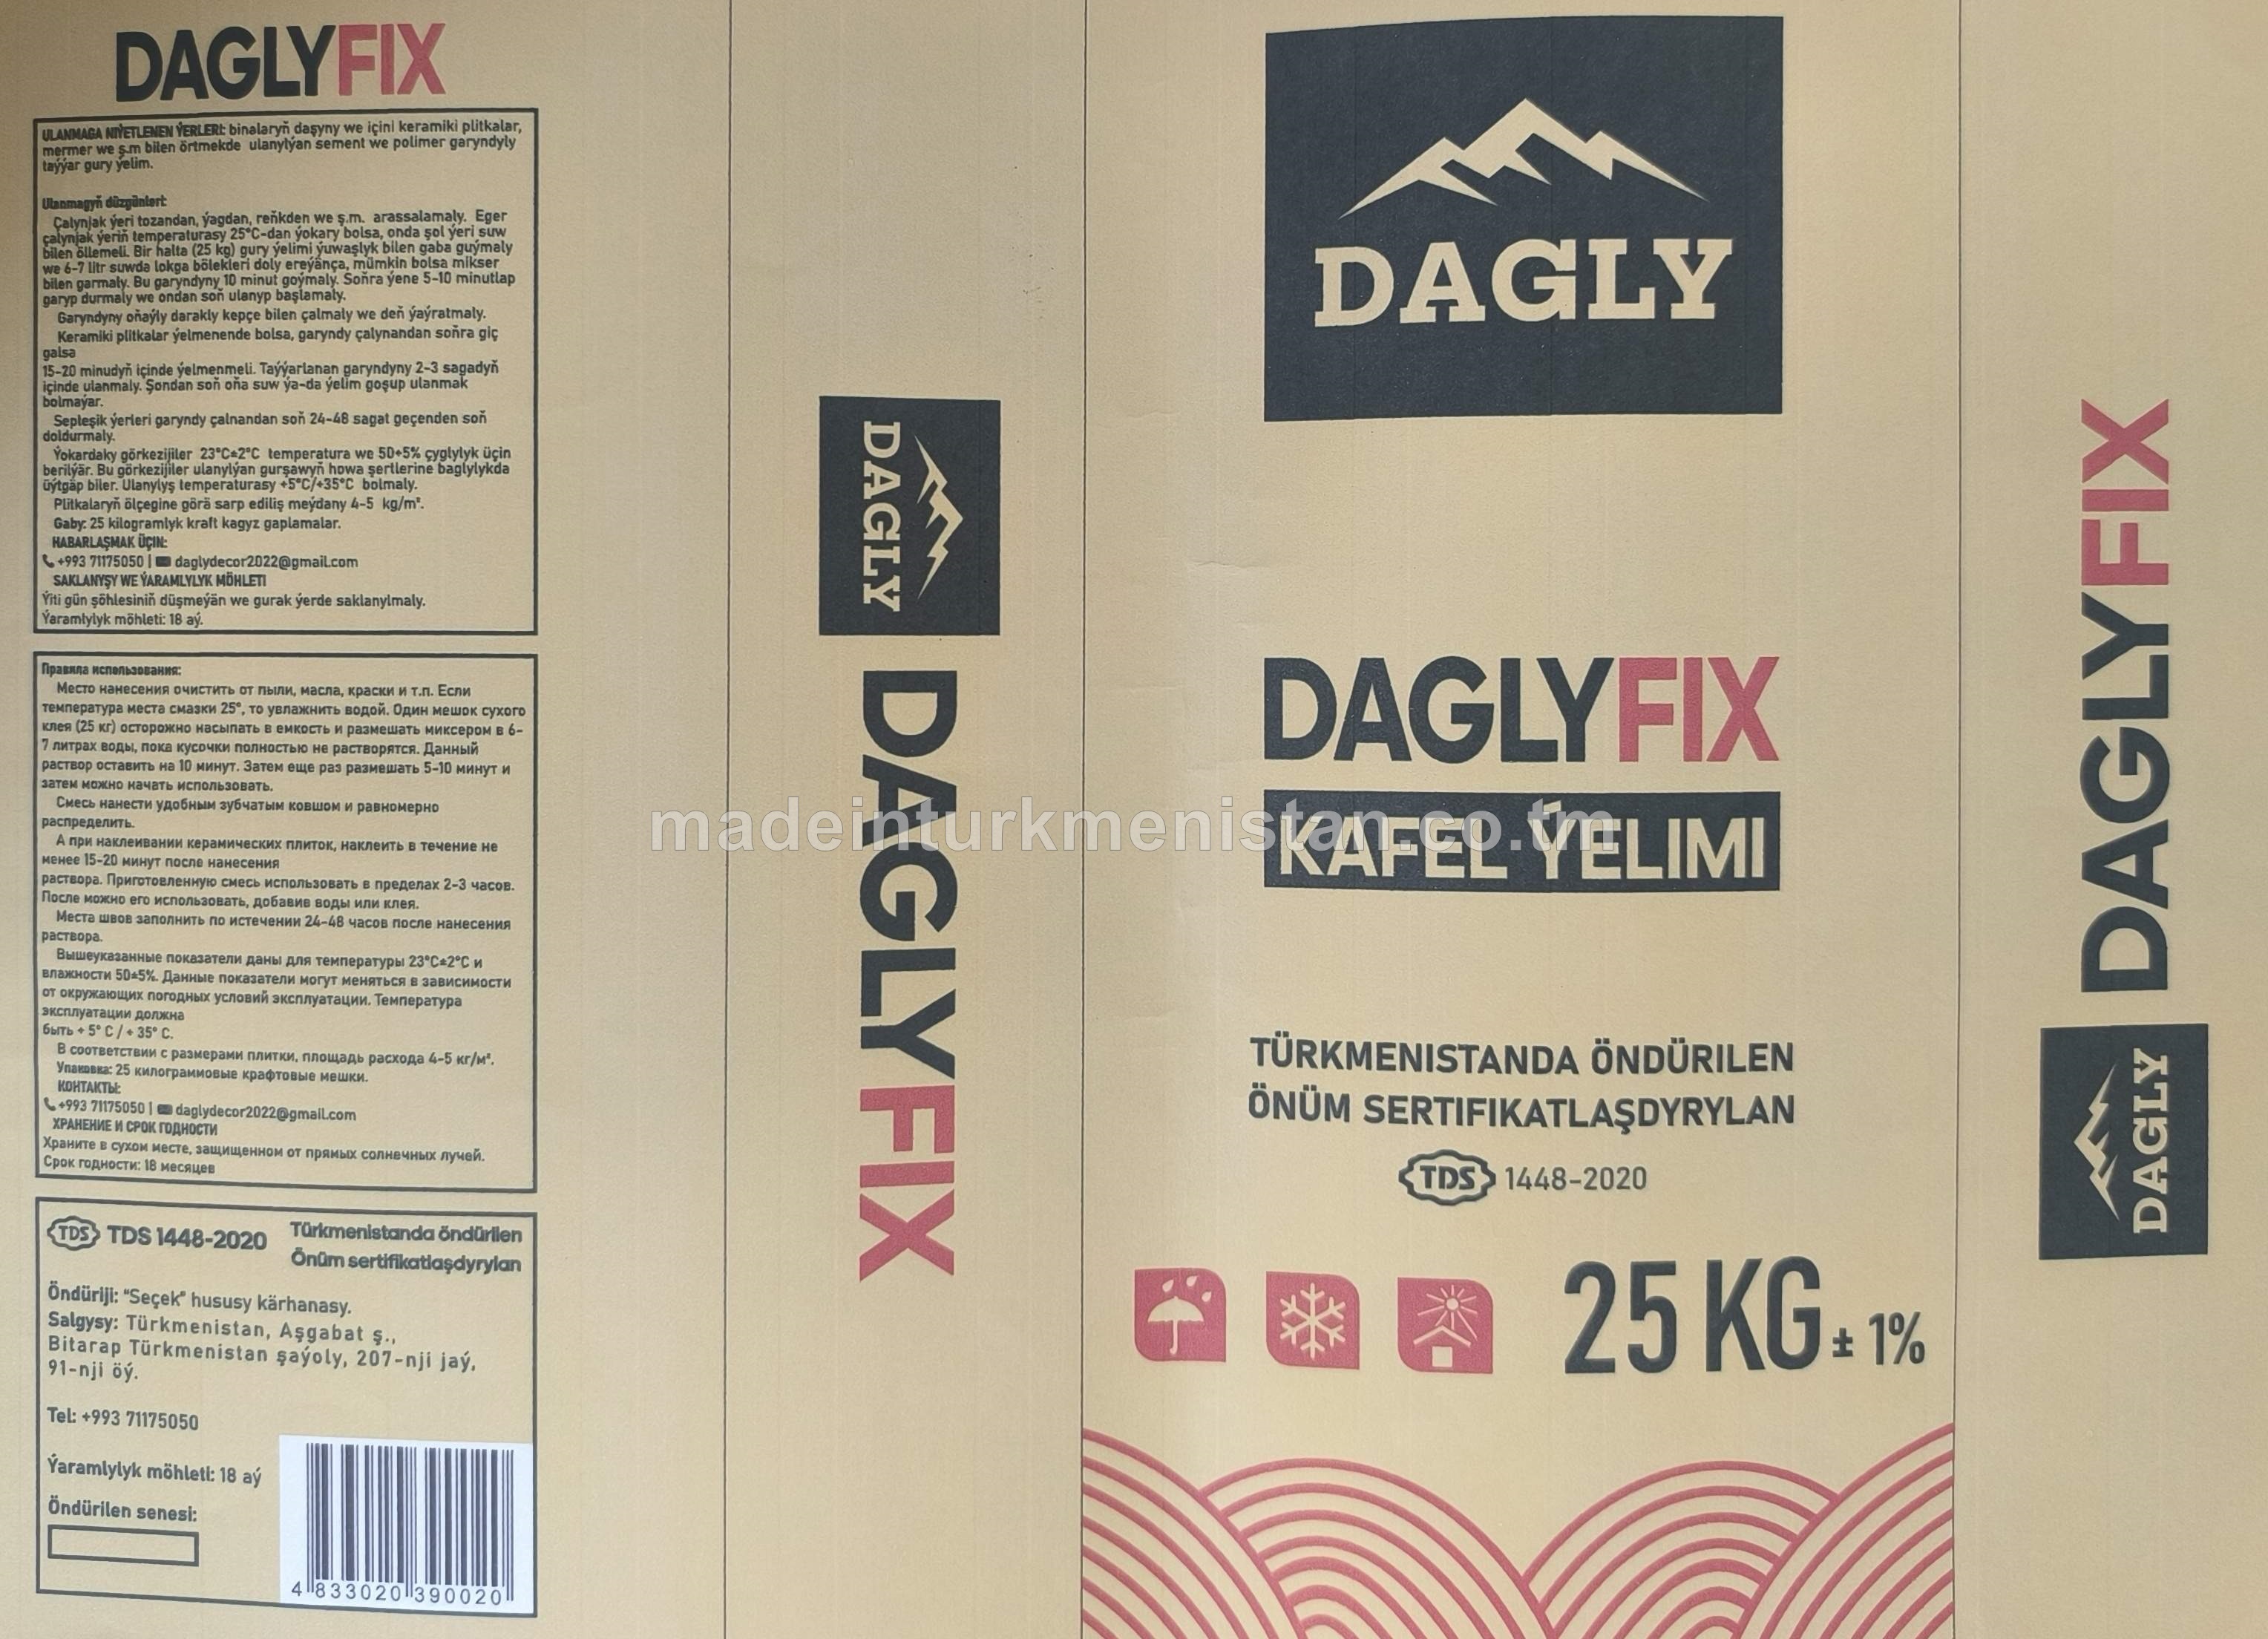 DAGLYFIX
ULANMAGA NIÝETLENEN ÝERLERI: binalaryň daşyny we içini keramiki plitkalar,
mermer we ş.m bilen örtmekde ulanylýan sement we polimer garyndyly
taýýar gury ýelim.
Ulanmagyň düzgünleri:
Çalynjak ýeri tozandan, ýagdan, reňkden we ş.m. arassalamaly. Eger
çalynjak ýeriň temperaturasy 25°C-dan ýokary bolsa, onda şol ýeri suw
bilen öllemeli. Bir halta (25 kg) gury ýelimi ýuwaşlyk bilen gaba guýmaly
we 6-7 litr suwda lokga bölekleri doly ereýänça, mümkin bolsa mikser
bilen garmaly. Bu garyndyny 10 minut goýmaly. Soňra ýene 5-10 minutlap
garyp durmaly we ondan soň ulanyp başlamaly.
Garyndyny oňaýly darakly kepçe bilen çalmaly we deň ýaýratmaly.
Keramiki plitkalar ýelmenende bolsa, garyndy çalynandan soňra giç
galsa
15-20 minudyň içinde ýelmenmeli. Taýýarlanan garyndyny 2-3 sagadyň
içinde ulanmaly. Şondan soň oňa suw ýa-da ýelim goşup ulanmak
bolmaýar.
Sepleşik ýerleri garyndy çalnandan soň 24-48 sagat geçenden soň
doldurmaly.
Ýokardaky görkezijiler 23°C±2°C temperatura we 50+5% çyglylyk üçin
berilýär. Bu görkezijiler ulanylýan gurşawyň howa şertlerine baglylykda
üýtgäp biler. Ulanylyş temperaturasy +5°C/+35°C bolmaly.
Plitkalaryň ölçegine görä sarp ediliş meýdany 4-5 kg/m².
Gaby: 25 kilogramlyk kraft kagyz gaplamalar.
HABARLAŞMAK ÜÇIN:
+993 71175050 | daglydecor2022@gmail.com
SAKLANYŞY WE ÝARAMLYLYK MÖHLETI
Ýiti gün şöhlesiniň düşmeýän we gurak ýerde saklanylmaly.
Ýaramlylyk möhleti: 18 aý.
Правила использования:
Место нанесения очистить от пыли, масла, краски и т.п. Если
температура места смазки 25°, то увлажнить водой. Один мешок сухого
клея (25 кг) осторожно насыпать в емкость и размешать миксером в 6-
7 литрах воды, пока кусочки полностью не растворятся. Данный
раствор оставить на 10 минут. Затем еще раз размешать 5-10 минут и
затем можно начать использовать.
Смесь нанести удобным зубчатым ковшом и равномерно
распределить.
А при наклеивании керамических плиток, наклеить в течение не
менее 15-20 минут после нанесения
раствора. Приготовленную смесь использовать в пределах 2-3 часов.
После можно его использовать, добавив воды или клея.
Места швов заполнить по истечении 24-48 часов после нанесения
раствора.
Вышеуказанные показатели даны для температуры 23°C±2°C и
влажности 50±5%. Данные показатели могут меняться в зависимости
от окружающих погодных условий эксплуатации. Температура
эксплуатации должна
быть + 5° C / + 35° C.
В соответствии с размерами плитки, площадь расхода 4-5 кг/м².
Упаковка: 25 килограммовые крафтовые мешки.
КОНТАКТЫ:
+993 71175050 | daglydecor2022@gmail.com
ХРАНЕНИЕ И СРОК ГОДНОСТИ
Храните в сухом месте, защищенном от прямых солнечных лучей.
Срок годности: 18 месяцев
TDS TDS 1448-2020 Türkmenistanda öndürilen
Önüm sertifikatlaşdyrylan
Öndüriji: "Seçek" hususy kärhanasy.
Salgysy: Türkmenistan, Aşgabat ş.,
Bitarap Türkmenistan şaýoly, 207-nji jaý,
91-nji öý.
Tel: +993 71175050
Ýaramlylyk möhleti: 18 aý
Öndürilen senesi:
4 833020 390020
DAGLY
DAGLYFIX
DAGLY
DAGLYFIX
KAFEL ÝELIMI
madeinturkmenistan.co.tm
TÜRKMENISTANDA ÖNDÜRILEN
ÖNÜM SERTIFIKATLAŞDYRYLAN
TDS 1448-2020
25 KG ± 1%
DAGLYFIX
DAGLY